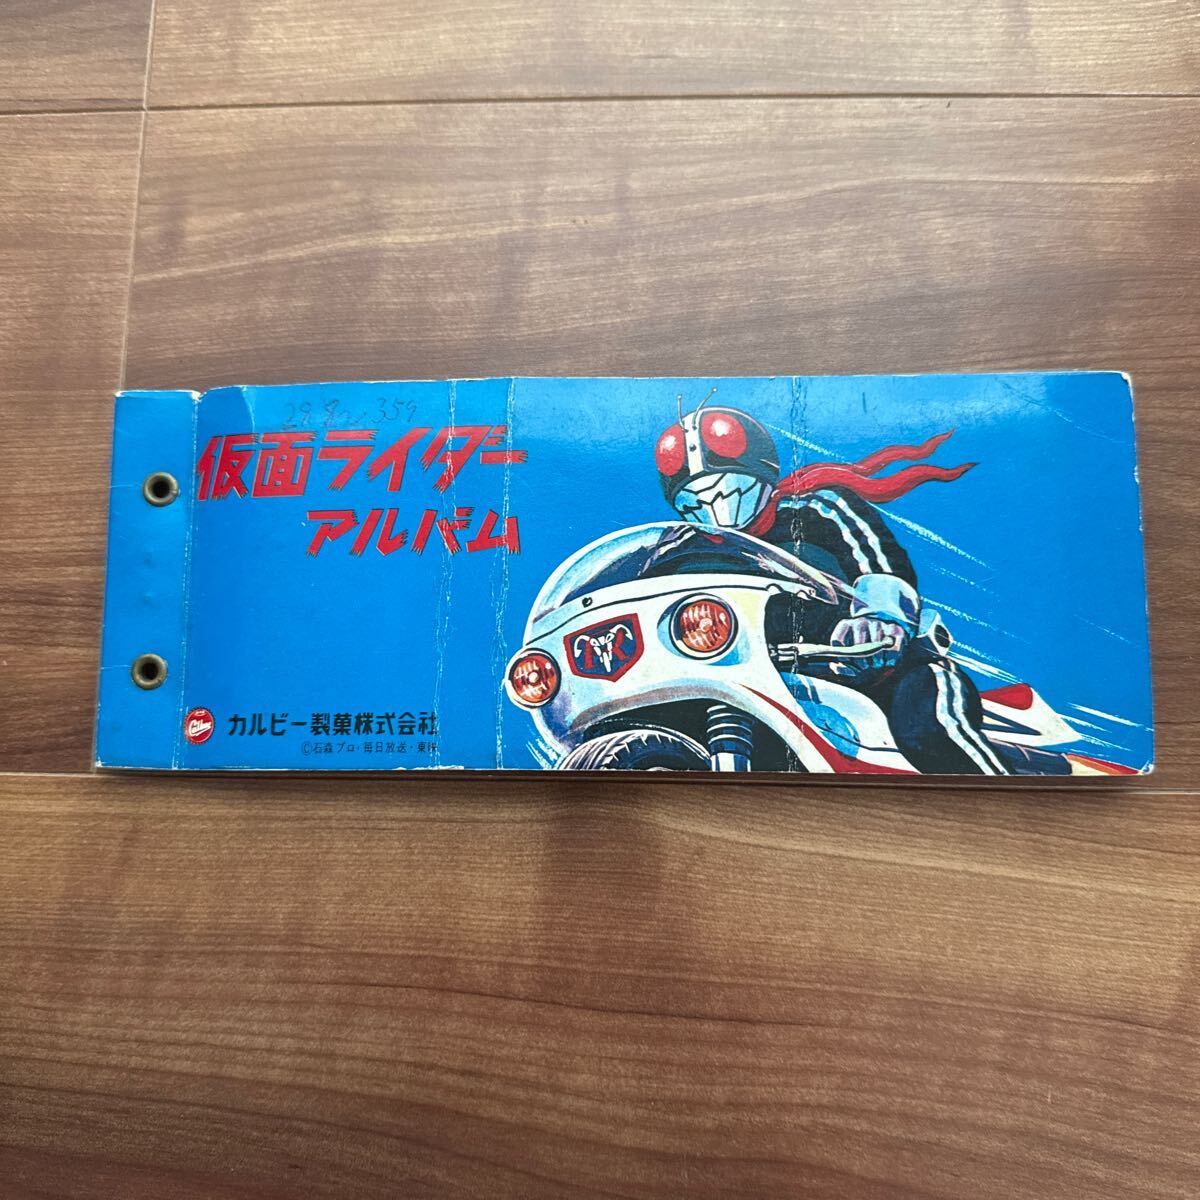 仮面ライダー
アルバム
Calbee
カルビー製菓株式会社
©石森プロ・毎日放送・東映